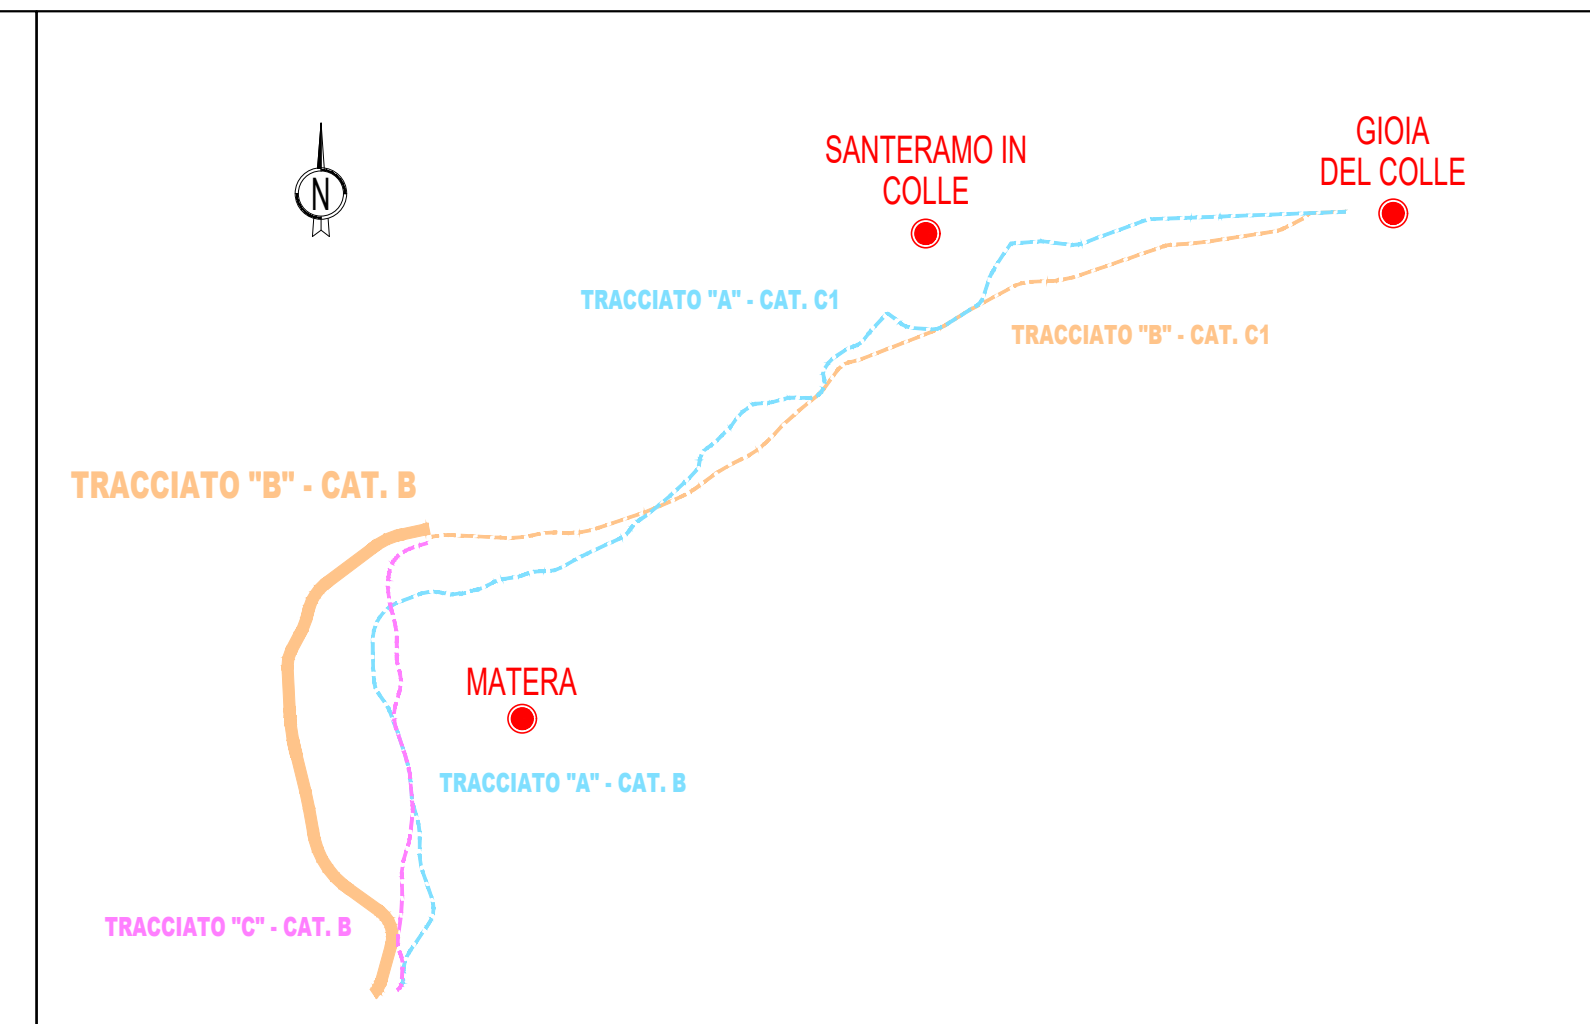 GIOIA
DEL COLLE
SANTERAMO IN
COLLE
N
TRACCIATO "A" - CAT. C1
TRACCIATO "B" - CAT. C1
TRACCIATO "B" - CAT. B
MATERA
TRACCIATO "A" - CAT. B
TRACCIATO "C" - CAT. B